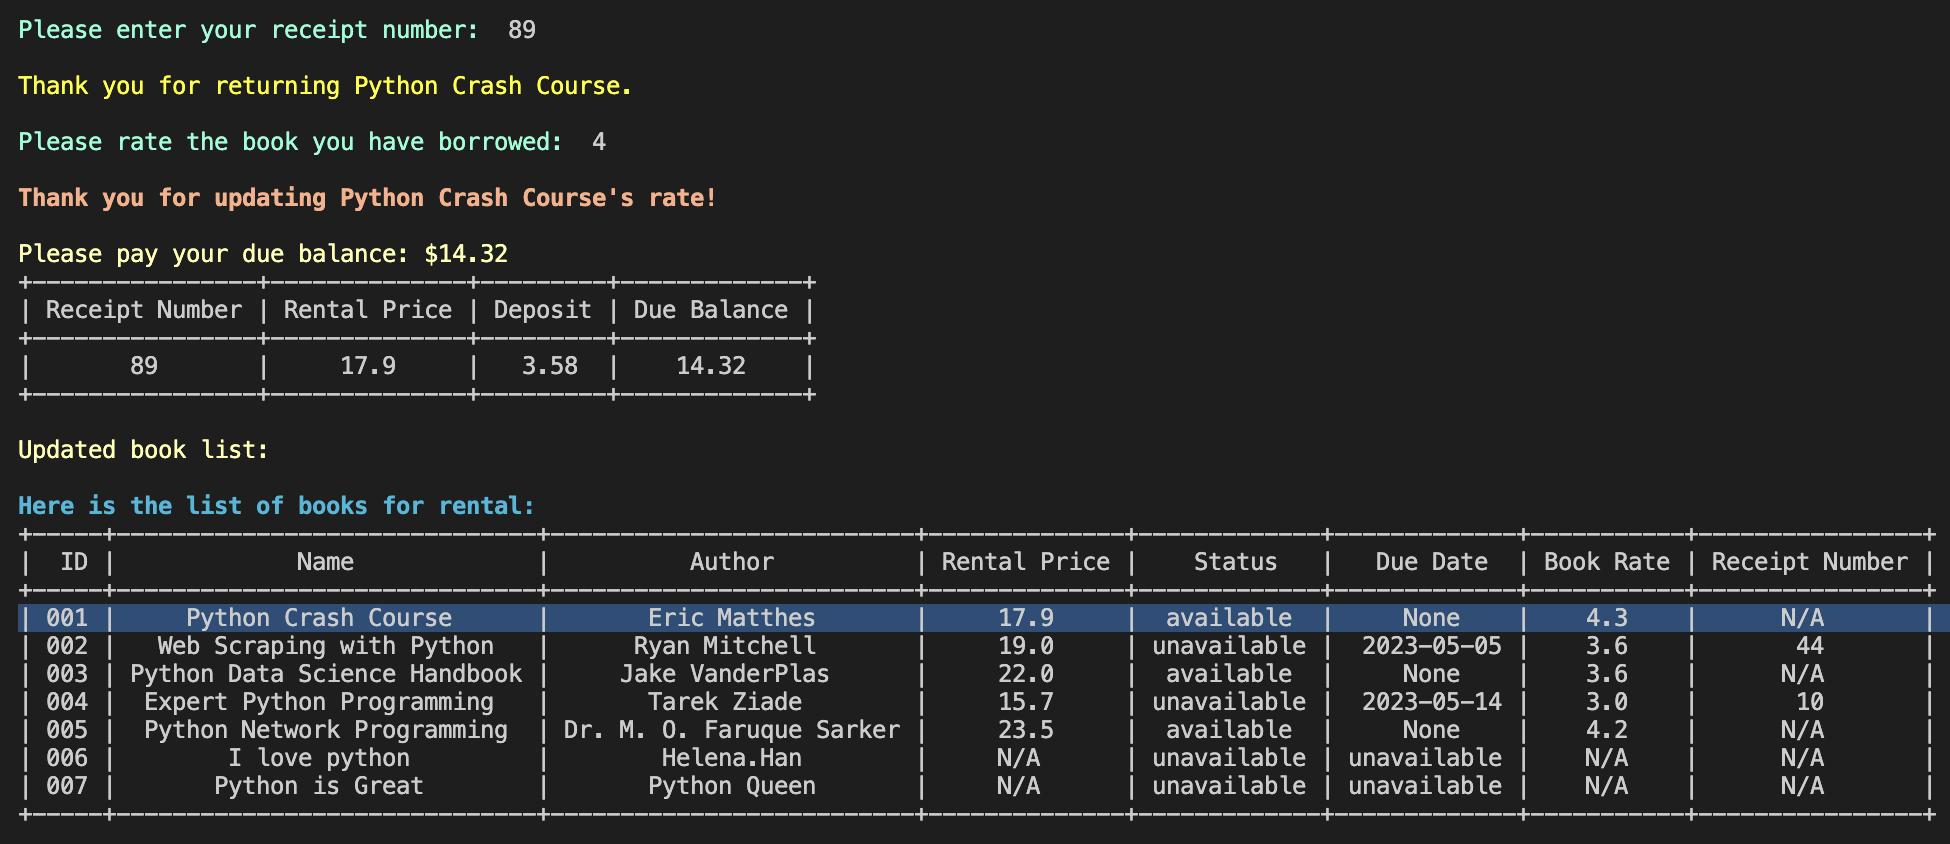 Please enter your receipt number:  89
Thank you for returning Python Crash Course.
Please rate the book you have borrowed:  4
Thank you for updating Python Crash Course's rate!
Please pay your due balance: $14.32
+----------------+--------------+---------+-------------+
| Receipt Number | Rental Price | Deposit | Due Balance |
+----------------+--------------+---------+-------------+
|       89       |     17.9     |   3.58  |    14.32    |
+----------------+--------------+---------+-------------+
Updated book list:
Here is the list of books for rental:
+-----+------------------------------+--------------------------+--------------+-------------+-------------+-----------+----------------+
|  ID |             Name             |          Author          | Rental Price |    Status   |   Due Date  | Book Rate | Receipt Number |
+-----+------------------------------+--------------------------+--------------+-------------+-------------+-----------+----------------+
| 001 |     Python Crash Course      |       Eric Matthes       |     17.9     |  available  |     None    |    4.3    |      N/A       |
| 002 |   Web Scraping with Python   |      Ryan Mitchell       |     19.0     | unavailable |  2023-05-05 |    3.6    |       44       |
| 003 | Python Data Science Handbook |     Jake VanderPlas      |     22.0     |  available  |     None    |    3.6    |      N/A       |
| 004 |  Expert Python Programming   |       Tarek Ziade        |     15.7     | unavailable |  2023-05-14 |    3.0    |       10       |
| 005 |  Python Network Programming  | Dr. M. O. Faruque Sarker |     23.5     |  available  |     None    |    4.2    |      N/A       |
| 006 |        I love python         |        Helena.Han        |     N/A      | unavailable | unavailable |    N/A    |      N/A       |
| 007 |       Python is Great        |       Python Queen       |     N/A      | unavailable | unavailable |    N/A    |      N/A       |
+-----+------------------------------+--------------------------+--------------+-------------+-------------+-----------+----------------+